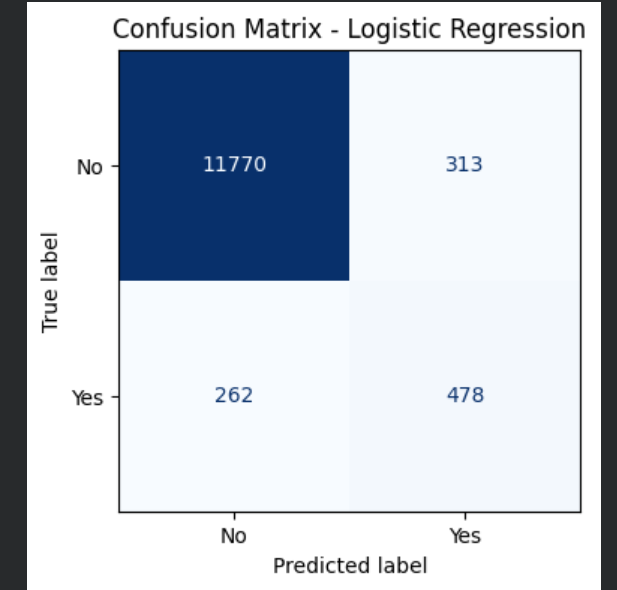 Confusion Matrix - Logistic Regression
No
11770
313
True label
Yes
262
478
No
Yes
Predicted label